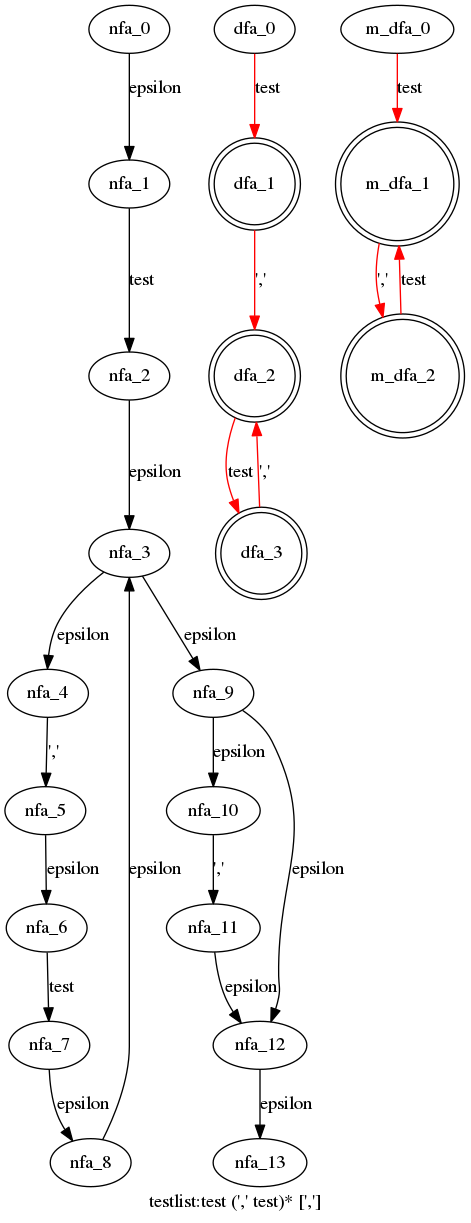 nfa_0 dfa_0 m_dfa_0
epsilon test test
nfa_1 dfa_1 m_dfa_1
test ',' ',' test
nfa_2 dfa_2 m_dfa_2
epsilon test ','
nfa_3 dfa_3
epsilon epsilon
nfa_4 nfa_9
',' epsilon
nfa_5 nfa_10
epsilon epsilon ',' epsilon
nfa_6 nfa_11
test epsilon
nfa_7 nfa_12
epsilon epsilon
nfa_8 nfa_13
testlist:test (',' test)* [',']